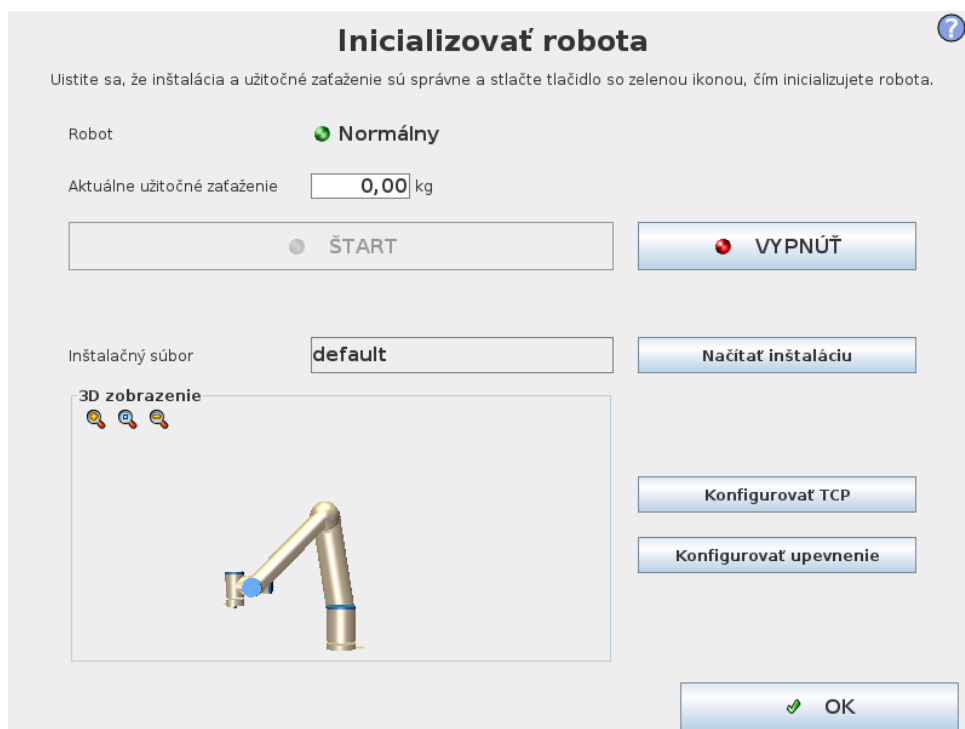 Inicializovať robota
?
Uistite sa, že inštalácia a užitočné zaťaženie sú správne a stlačte tlačidlo so zelenou ikonou, čím inicializujete robota.
Robot Normálny
Aktuálne užitočné zaťaženie 0,00 kg
ŠTART VYPNÚŤ
Inštalačný súbor default Načítať inštaláciu
3D zobrazenie
Konfigurovať TCP
Konfigurovať upevnenie
OK